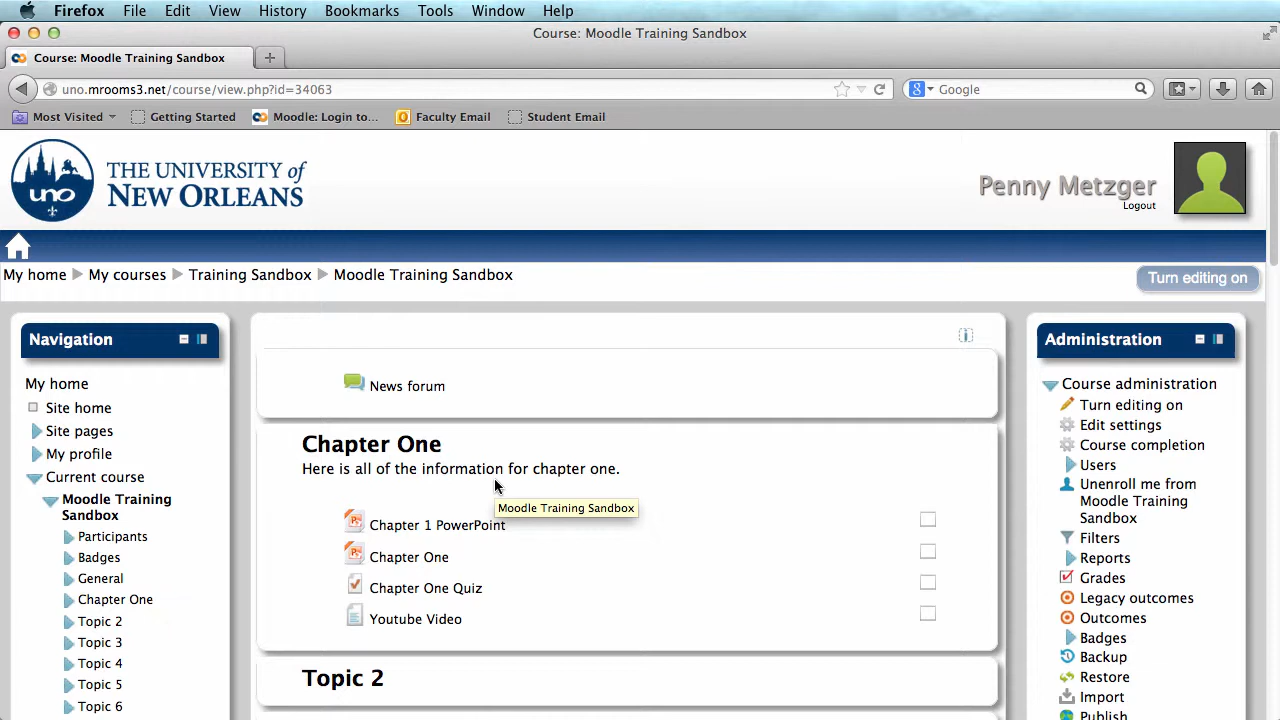 Firefox File Edit View History Bookmarks Tools Window Help
Course: Moodle Training Sandbox
Course: Moodle Training Sandbox
uno.mrooms3.net/course/view.php?id=34063
Google
Most Visited Getting Started Moodle: Login to... Faculty Email Student Email
uno
THE UNIVERSITY of
NEW ORLEANS
Penny Metzger
Logout
My home My courses Training Sandbox Moodle Training Sandbox
Turn editing on
Navigation
My home
Site home
Site pages
My profile
Current course
Moodle Training
Sandbox
Participants
Badges
General
Chapter One
Topic 2
Topic 3
Topic 4
Topic 5
Topic 6
News forum
Chapter One
Here is all of the information for chapter one.
Moodle Training Sandbox
Chapter 1 PowerPoint
Chapter One
Chapter One Quiz
Youtube Video
Topic 2
Administration
Course administration
Turn editing on
Edit settings
Course completion
Users
Unenroll me from
Moodle Training
Sandbox
Filters
Reports
Grades
Legacy outcomes
Outcomes
Badges
Backup
Restore
Import
Publish